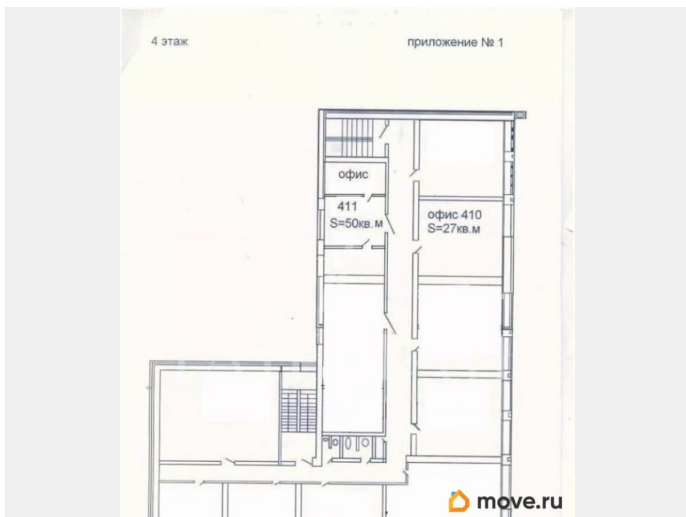 4 этаж
приложение № 1
офис
411
S=50кв.м
офис 410
S=27кв.м
move.ru